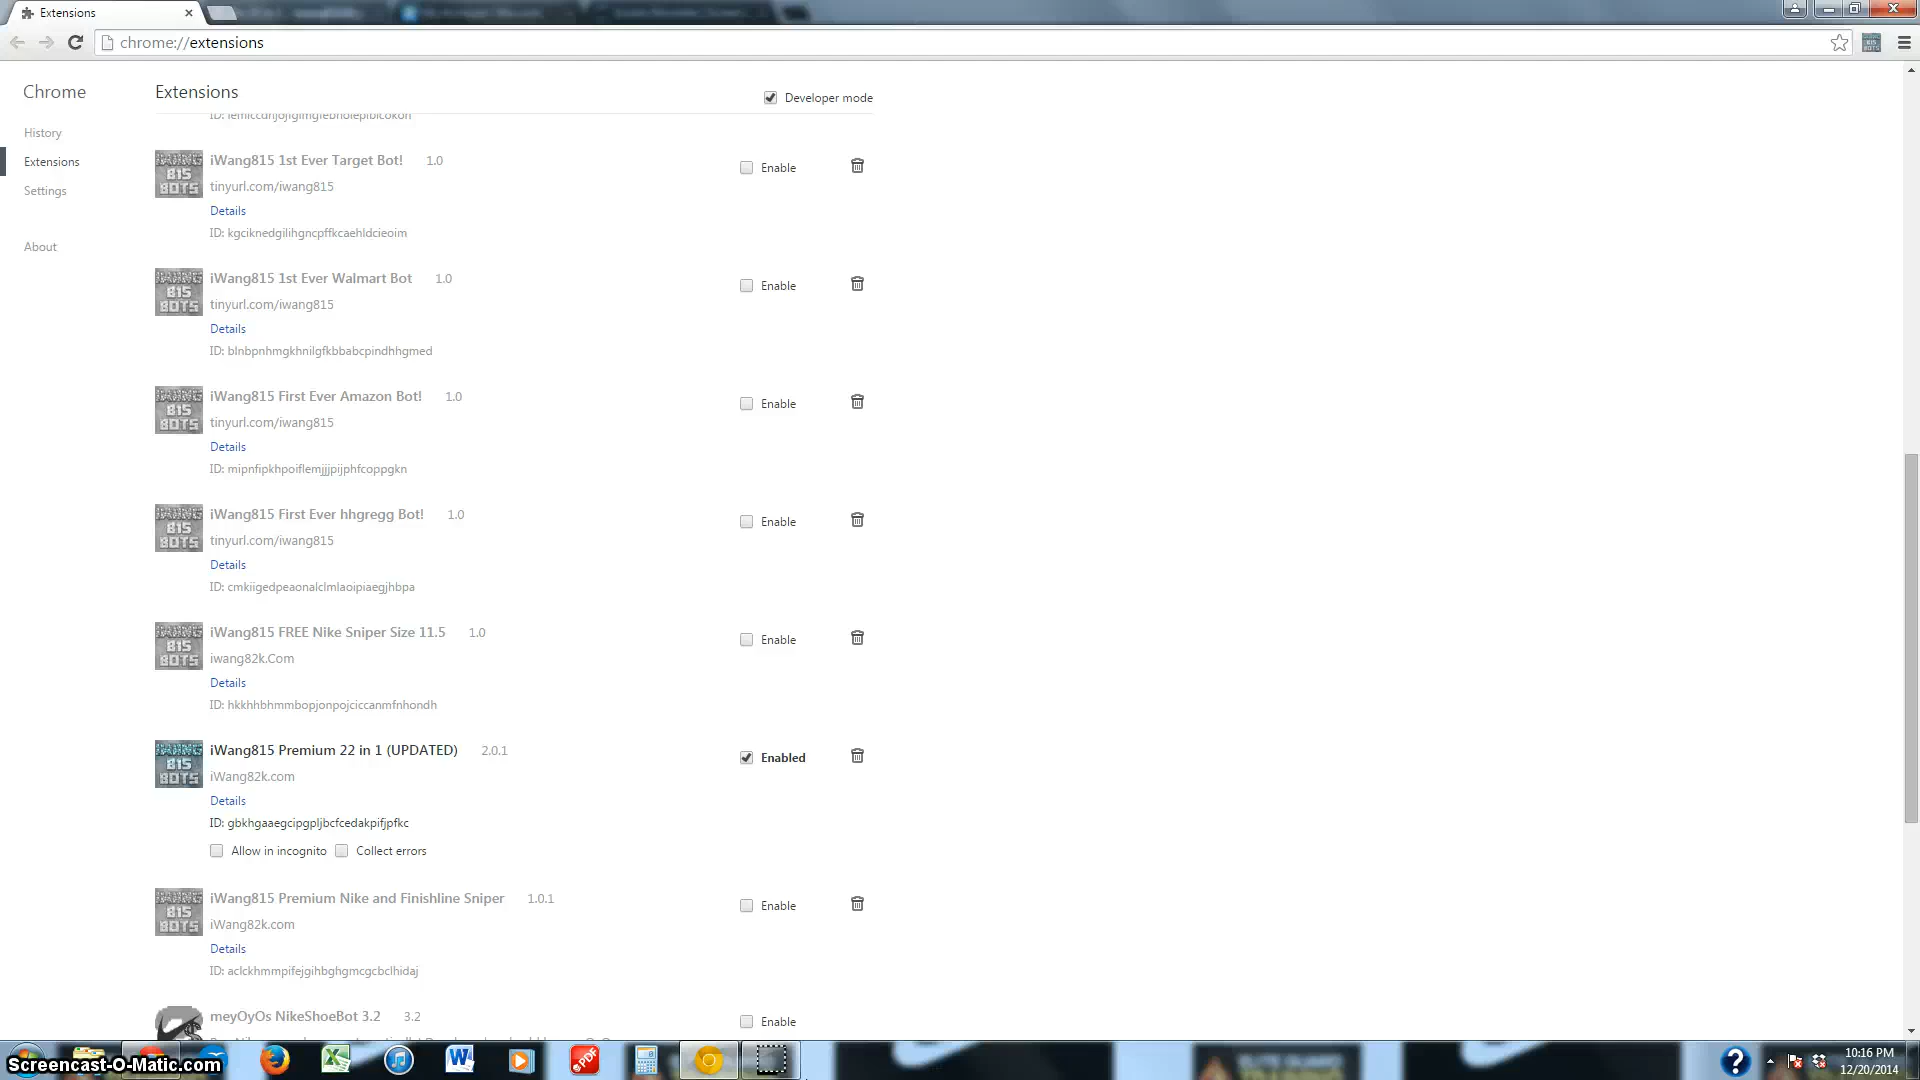 Extensions
chrome://extensions
Chrome
Extensions
Developer mode
History
Extensions
Settings
About
iWang815 1st Ever Target Bot! 1.0
Enable
tinyurl.com/iwang815
Details
ID: kgciknedgilihgncpffkcaehldcieoim
iWang815 1st Ever Walmart Bot 1.0
Enable
tinyurl.com/iwang815
Details
ID: blnbpnhmgkhnilgfkbbabcpindhhgmed
iWang815 First Ever Amazon Bot! 1.0
Enable
tinyurl.com/iwang815
Details
ID: mipnfipkhpoiflemjjjpijphfcoppgkn
iWang815 First Ever hhgregg Bot! 1.0
Enable
tinyurl.com/iwang815
Details
ID: cmkiigedpeaonalclmlaoipiaegjhbpa
iWang815 FREE Nike Sniper Size 11.5 1.0
Enable
iwang82k.Com
Details
ID: hkkhhbhmmbopjonpojciccanmfnhondh
iWang815 Premium 22 in 1 (UPDATED) 2.0.1
Enabled
iWang82k.com
Details
ID: gbkhgaaegcipgpljbcfcedakpifjpfkc
Allow in incognito Collect errors
iWang815 Premium Nike and Finishline Sniper 1.0.1
Enable
iWang82k.com
Details
ID: aclckhmmpifejgihbghgmcgcbclhidaj
meyOyOs NikeShoeBot 3.2 3.2
Enable
Screencast-O-Matic.com
10:16 PM
12/20/2014